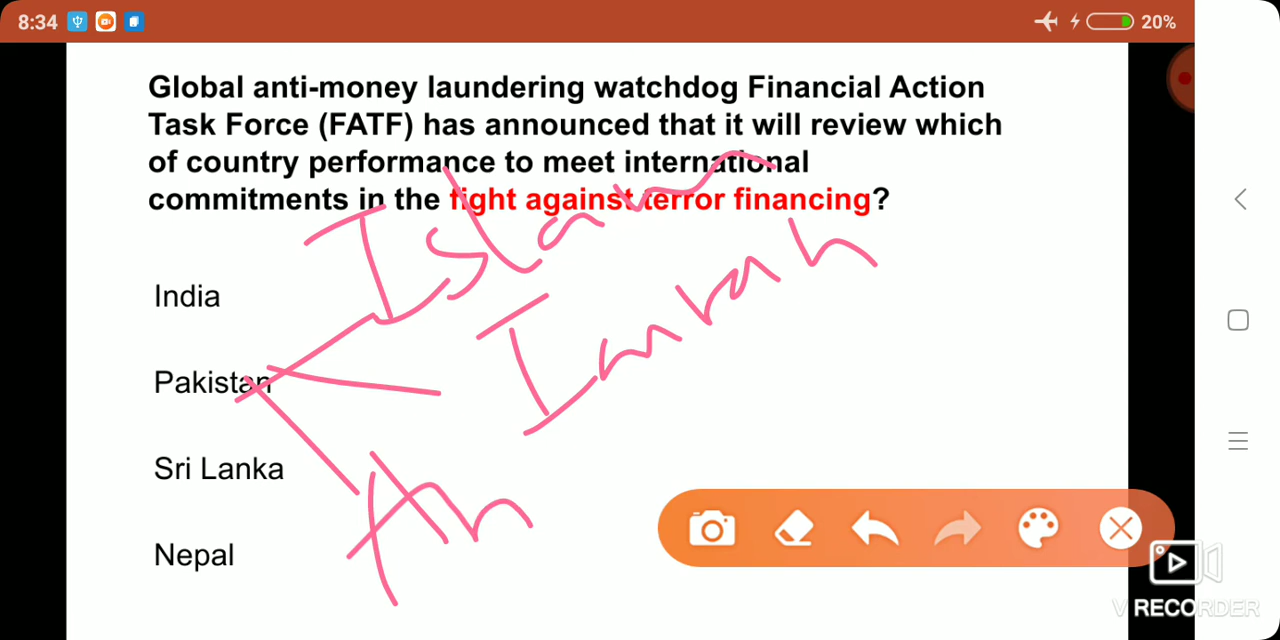 8:34
20%
Global anti-money laundering watchdog Financial Action
Task Force (FATF) has announced that it will review which
of country performance to meet international
commitments in the fight against terror financing?
Islam
India
Imran
Pakistan
Sri Lanka
Nepal
V RECORDER